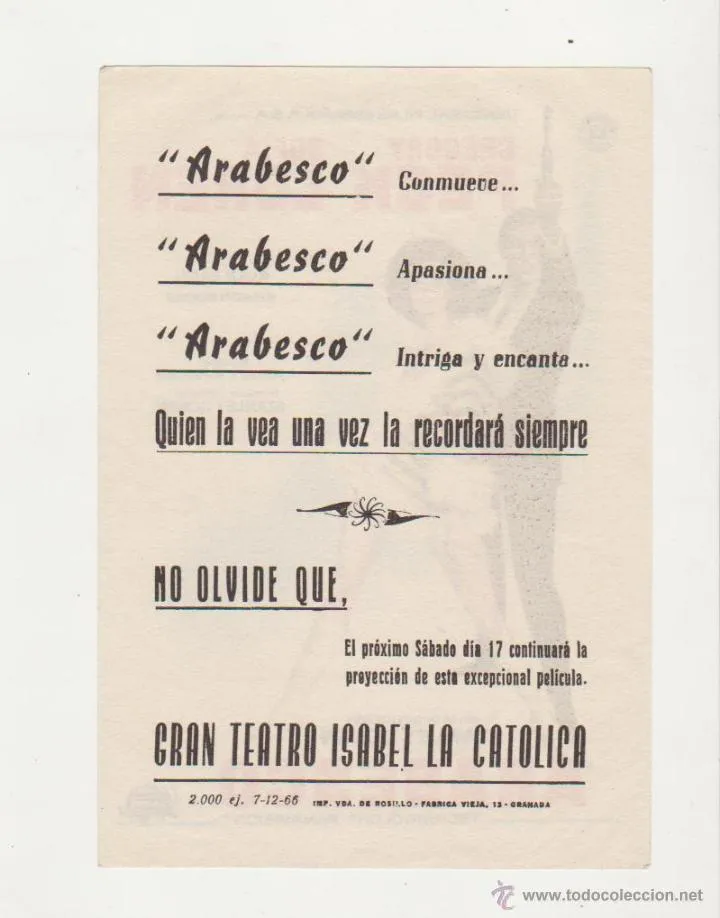 "Arabesco" Conmueve...
"Arabesco" Apasiona...
"Arabesco" Intriga y encanta...
Quien la vea una vez la recordará siempre
NO OLVIDE QUE,
El próximo Sábado día 17 continuará la
proyección de esta excepcional película.
GRAN TEATRO ISABEL LA CATOLICA
2.000 ej. 7-12-66 IMP. VDA. DE ROSILLO - FABRICA VIEJA, 13 - GRANADA
www.todocoleccion.net